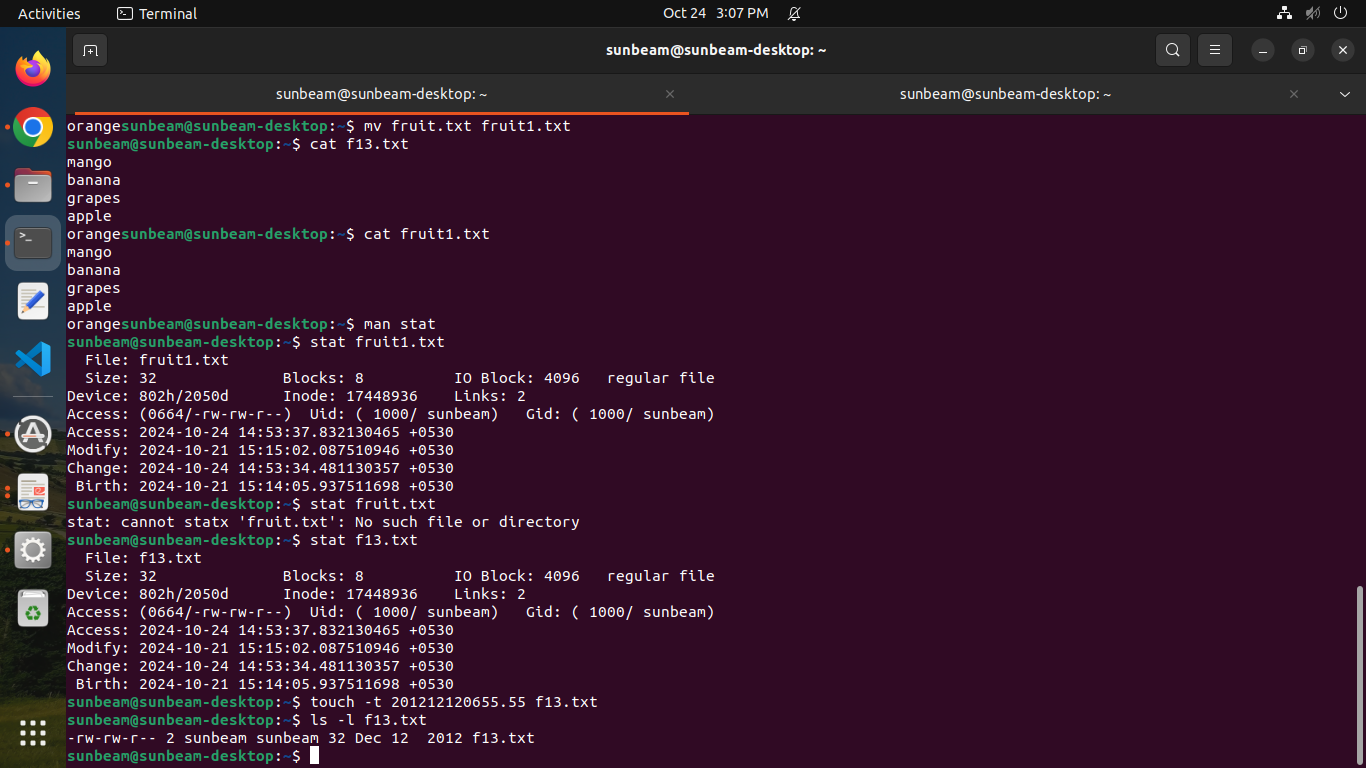 Activities Terminal Oct 24 3:07 PM
sunbeam@sunbeam-desktop: ~
sunbeam@sunbeam-desktop: ~ sunbeam@sunbeam-desktop: ~
orangesunbeam@sunbeam-desktop:~$ mv fruit.txt fruit1.txt
sunbeam@sunbeam-desktop:~$ cat f13.txt
mango
banana
grapes
apple
orangesunbeam@sunbeam-desktop:~$ cat fruit1.txt
mango
banana
grapes
apple
orangesunbeam@sunbeam-desktop:~$ man stat
sunbeam@sunbeam-desktop:~$ stat fruit1.txt
  File: fruit1.txt
  Size: 32              Blocks: 8          IO Block: 4096   regular file
Device: 802h/2050d      Inode: 17448936    Links: 2
Access: (0664/-rw-rw-r--)  Uid: ( 1000/ sunbeam)   Gid: ( 1000/ sunbeam)
Access: 2024-10-24 14:53:37.832130465 +0530
Modify: 2024-10-21 15:15:02.087510946 +0530
Change: 2024-10-24 14:53:34.481130357 +0530
 Birth: 2024-10-21 15:14:05.937511698 +0530
sunbeam@sunbeam-desktop:~$ stat fruit.txt
stat: cannot statx 'fruit.txt': No such file or directory
sunbeam@sunbeam-desktop:~$ stat f13.txt
  File: f13.txt
  Size: 32              Blocks: 8          IO Block: 4096   regular file
Device: 802h/2050d      Inode: 17448936    Links: 2
Access: (0664/-rw-rw-r--)  Uid: ( 1000/ sunbeam)   Gid: ( 1000/ sunbeam)
Access: 2024-10-24 14:53:37.832130465 +0530
Modify: 2024-10-21 15:15:02.087510946 +0530
Change: 2024-10-24 14:53:34.481130357 +0530
 Birth: 2024-10-21 15:14:05.937511698 +0530
sunbeam@sunbeam-desktop:~$ touch -t 201212120655.55 f13.txt
sunbeam@sunbeam-desktop:~$ ls -l f13.txt
-rw-rw-r-- 2 sunbeam sunbeam 32 Dec 12  2012 f13.txt
sunbeam@sunbeam-desktop:~$